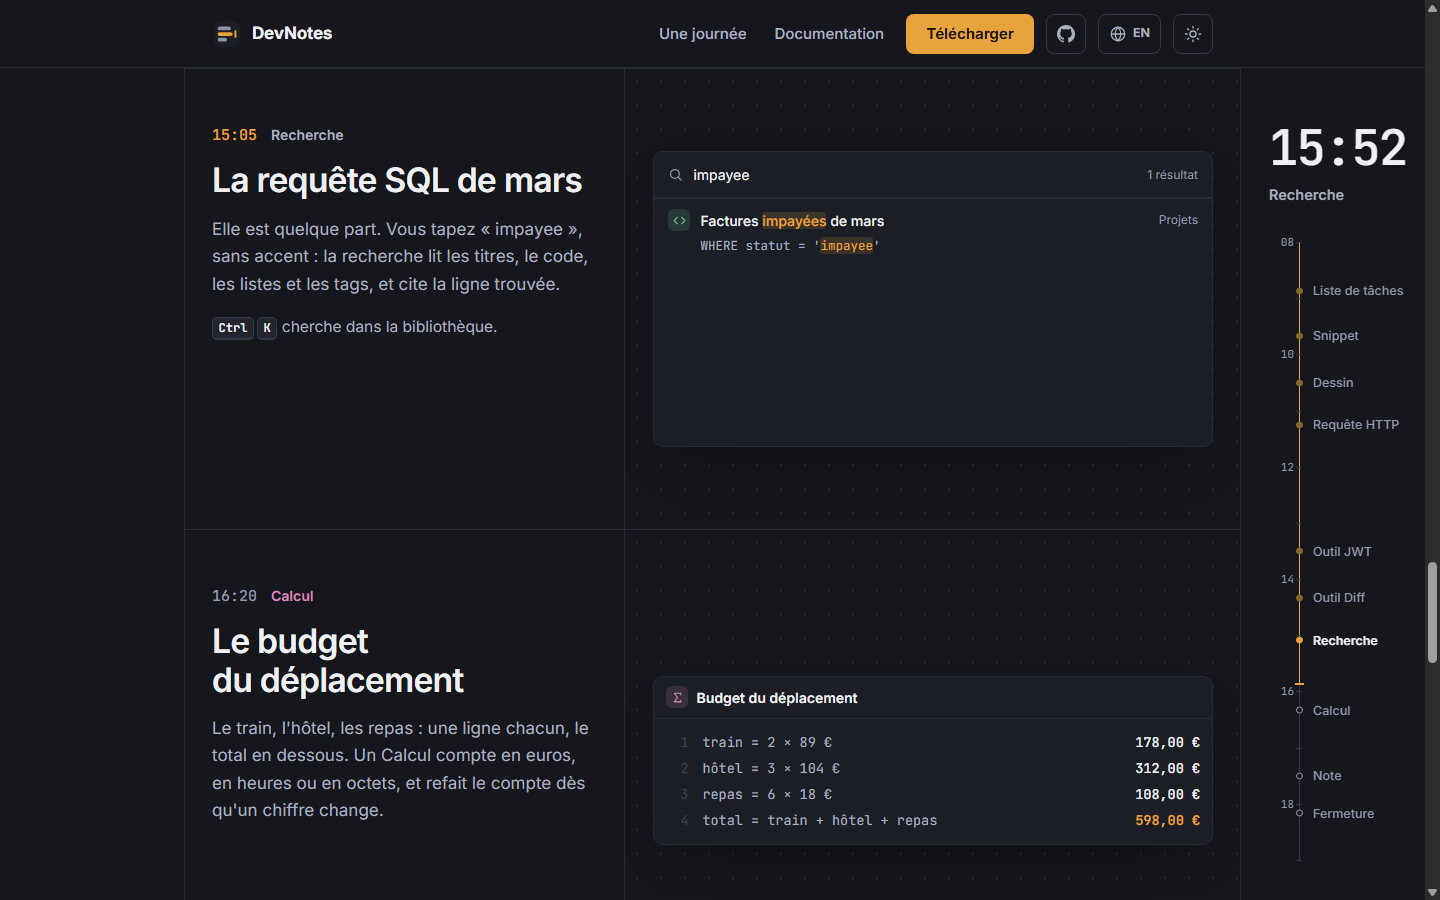 DevNotes
Une journée
Documentation
Télécharger
EN
15:05 Recherche
La requête SQL de mars
Elle est quelque part. Vous tapez « impayee »,
sans accent : la recherche lit les titres, le code,
les listes et les tags, et cite la ligne trouvée.
Ctrl K cherche dans la bibliothèque.
impayee
1 résultat
Factures impayées de mars
Projets
WHERE statut = 'impayee'
16:20 Calcul
Le budget
du déplacement
Le train, l'hôtel, les repas : une ligne chacun, le
total en dessous. Un Calcul compte en euros,
en heures ou en octets, et refait le compte dès
qu'un chiffre change.
Budget du déplacement
1 train = 2 × 89 € 178,00 €
2 hôtel = 3 × 104 € 312,00 €
3 repas = 6 × 18 € 108,00 €
4 total = train + hôtel + repas 598,00 €
15:52
Recherche
08
Liste de tâches
Snippet
10
Dessin
Requête HTTP
12
Outil JWT
14
Outil Diff
Recherche
16
Calcul
Note
18
Fermeture